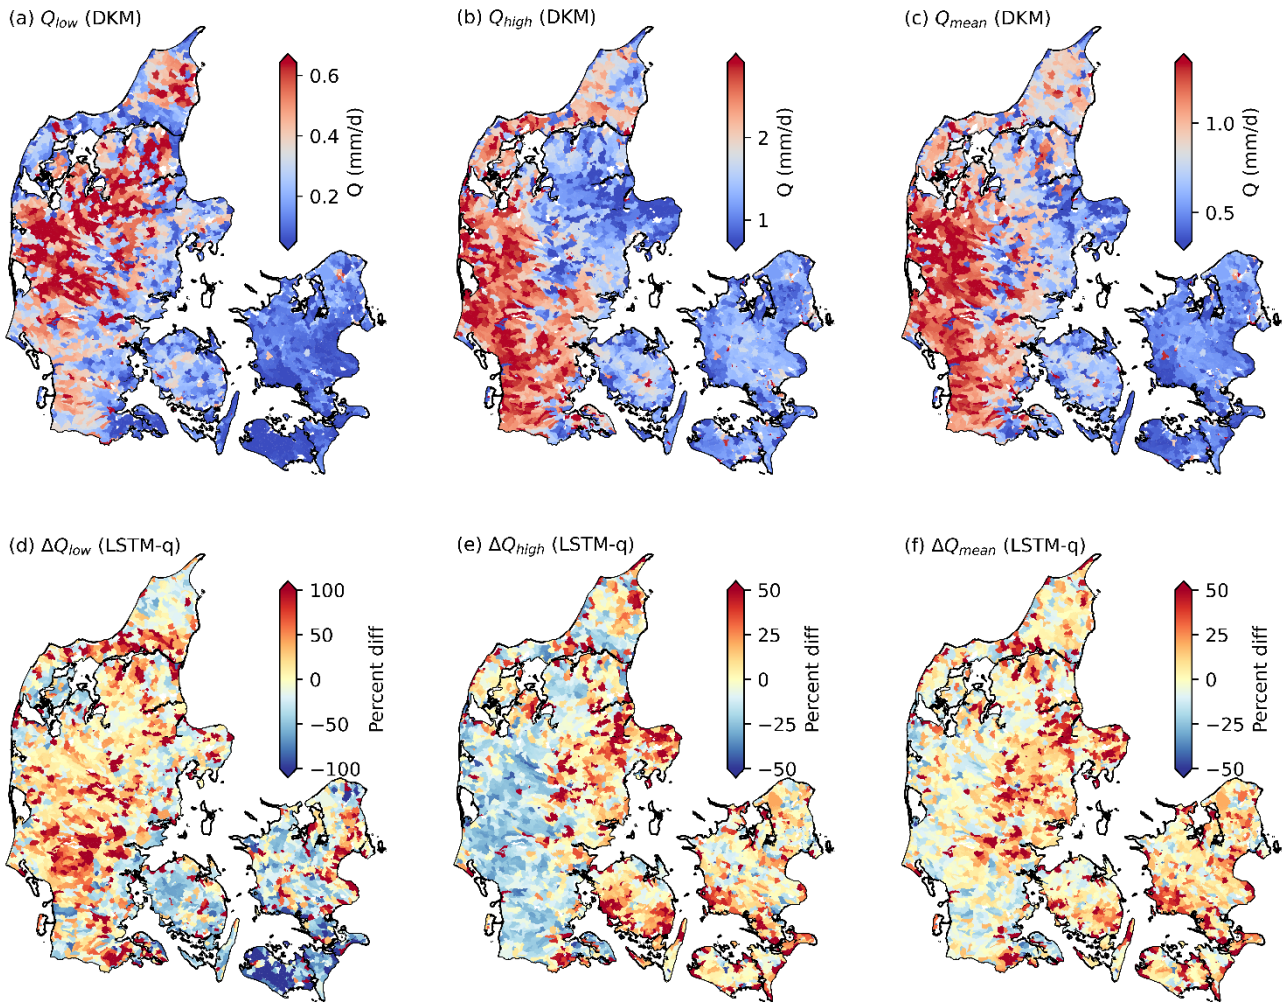 (a) Q_low (DKM)
0.6
0.4
0.2
Q (mm/d)
(b) Q_high (DKM)
2
1
Q (mm/d)
(c) Q_mean (DKM)
1.0
0.5
Q (mm/d)
(d) ΔQ_low (LSTM-q)
100
50
0
−50
−100
Percent diff
(e) ΔQ_high (LSTM-q)
50
25
0
−25
−50
Percent diff
(f) ΔQ_mean (LSTM-q)
50
25
0
−25
−50
Percent diff